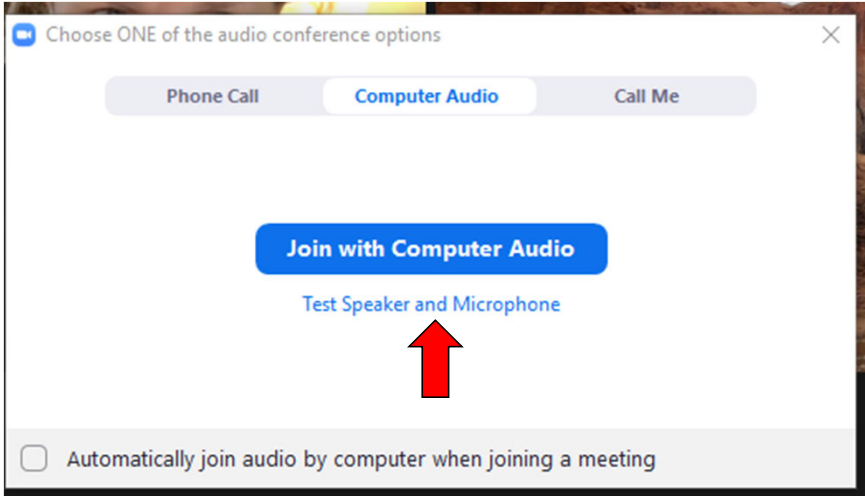 Choose ONE of the audio conference options
Phone Call Computer Audio Call Me
Join with Computer Audio
Test Speaker and Microphone
Automatically join audio by computer when joining a meeting